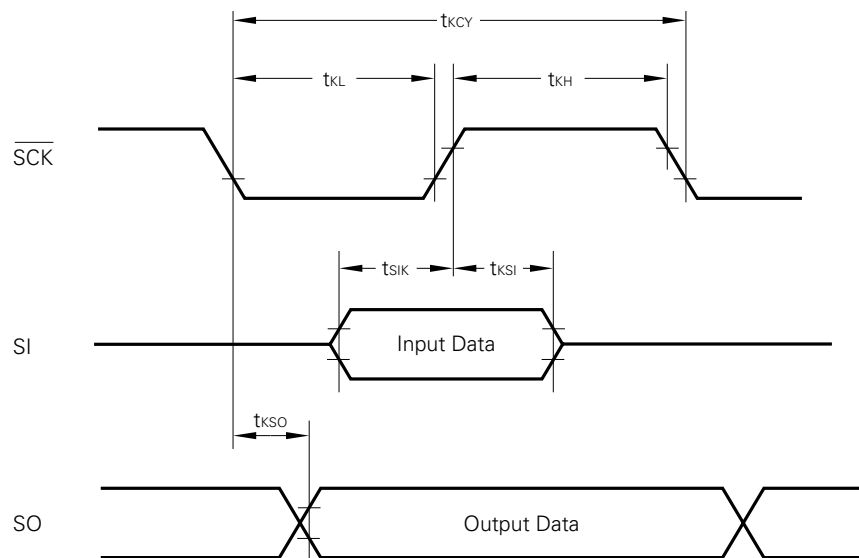 tKCY
tKL
tKH
SCK
tSIK
tKSI
SI
Input Data
tKSO
SO
Output Data